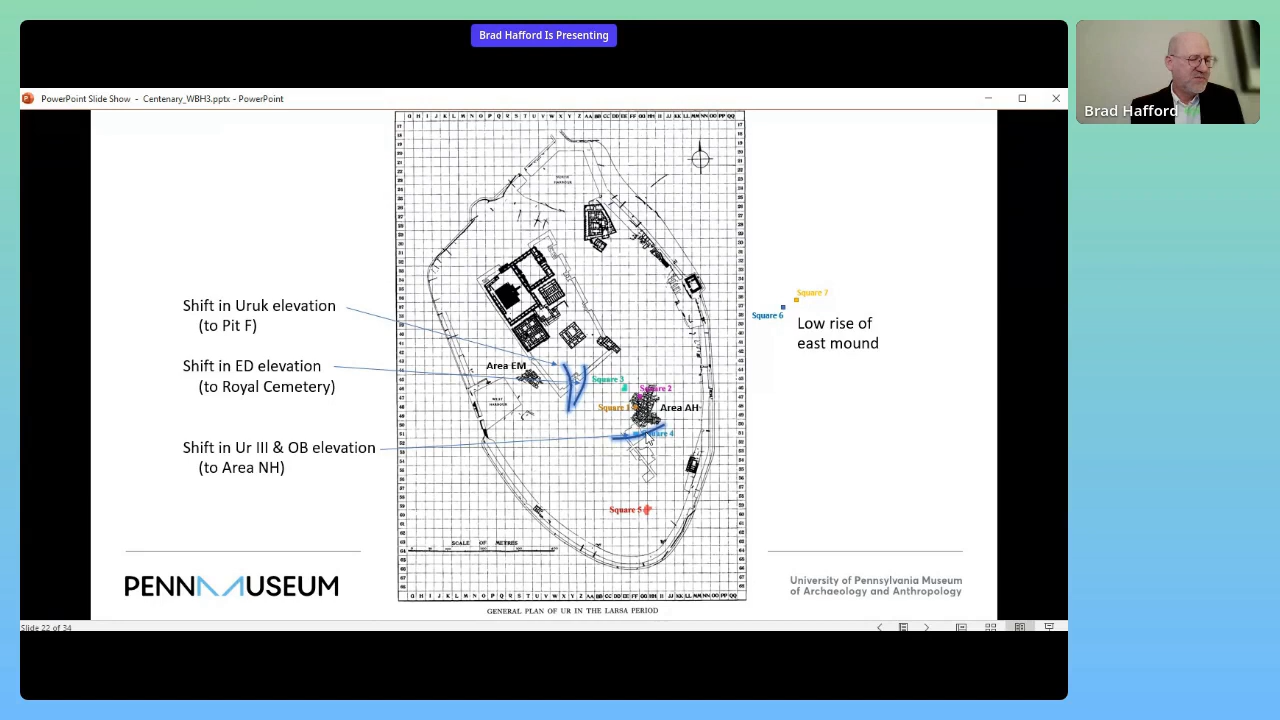 Brad Hafford Is Presenting
PowerPoint Slide Show - Centenary_WBH3.pptx - PowerPoint
Brad Hafford
Square 7
Square 6
Low rise of
east mound
Shift in Uruk elevation
(to Pit F)
Shift in ED elevation
(to Royal Cemetery)
Shift in Ur III & OB elevation
(to Area NH)
Area EM
Square 3
Square 2
Square 1
Area AH
Square 4
Square 5
SCALE OF METRES
GENERAL PLAN OF UR IN THE LARSA PERIOD
PENN MUSEUM
University of Pennsylvania Museum
of Archaeology and Anthropology
Slide 22 of 34